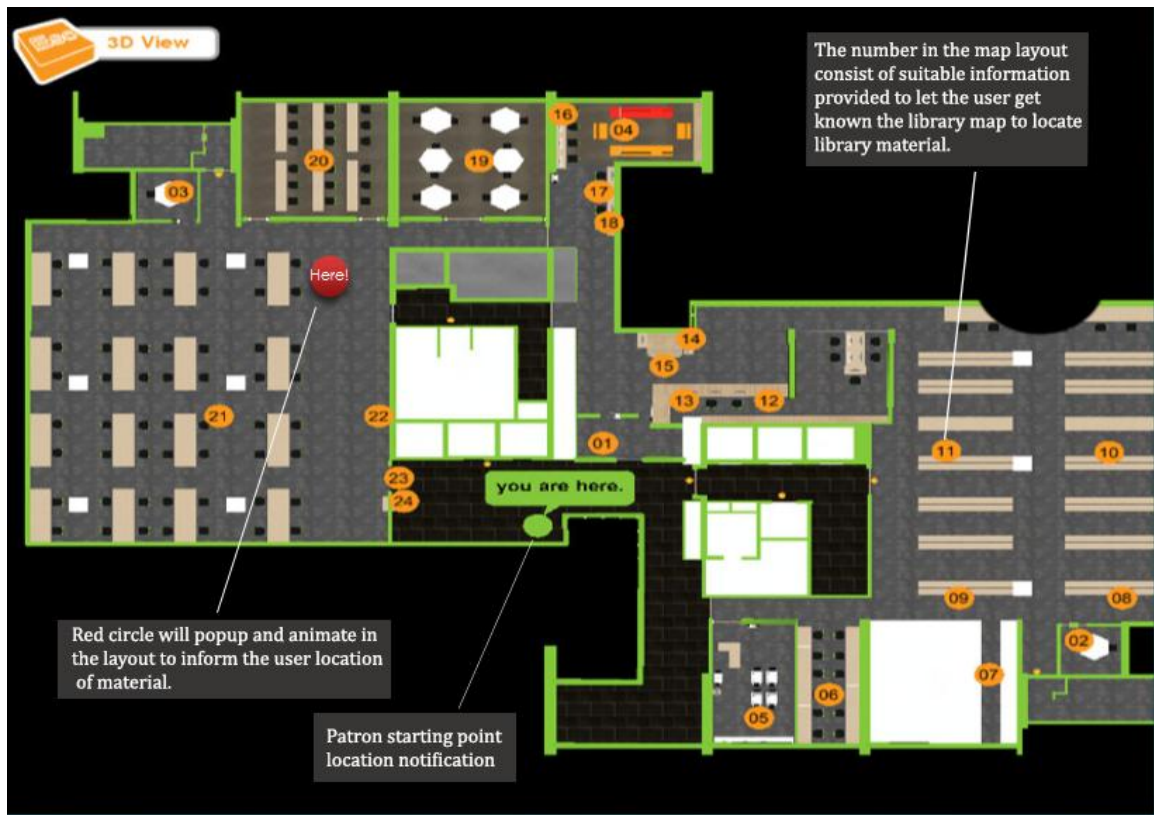 3D View
The number in the map layout
consist of suitable information
provided to let the user get
known the library map to locate
library material.
16
04
20
19
03
17
18
Here!
14
15
13
12
21
22
01
11
10
23
24
you are here.
09
08
02
07
06
05
Red circle will popup and animate in
the layout to inform the user location
of material.
Patron starting point
location notification